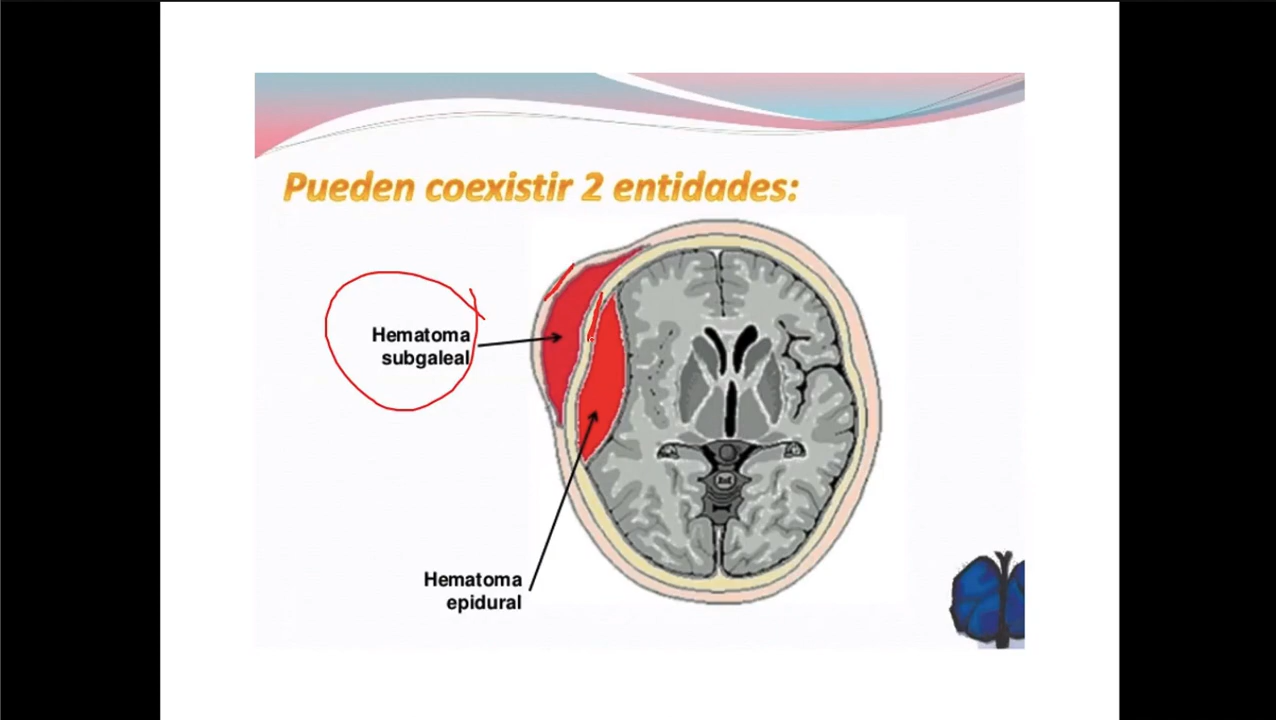 Pueden coexistir 2 entidades:
Hematoma
subgaleal
Hematoma
epidural